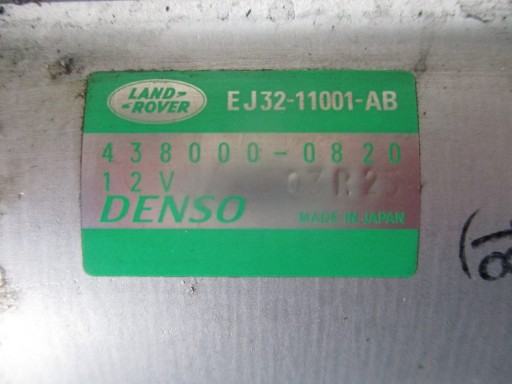 LAND-
-ROVER
EJ32-11001-AB
438000-0820
12V
DENSO
MADE IN JAPAN